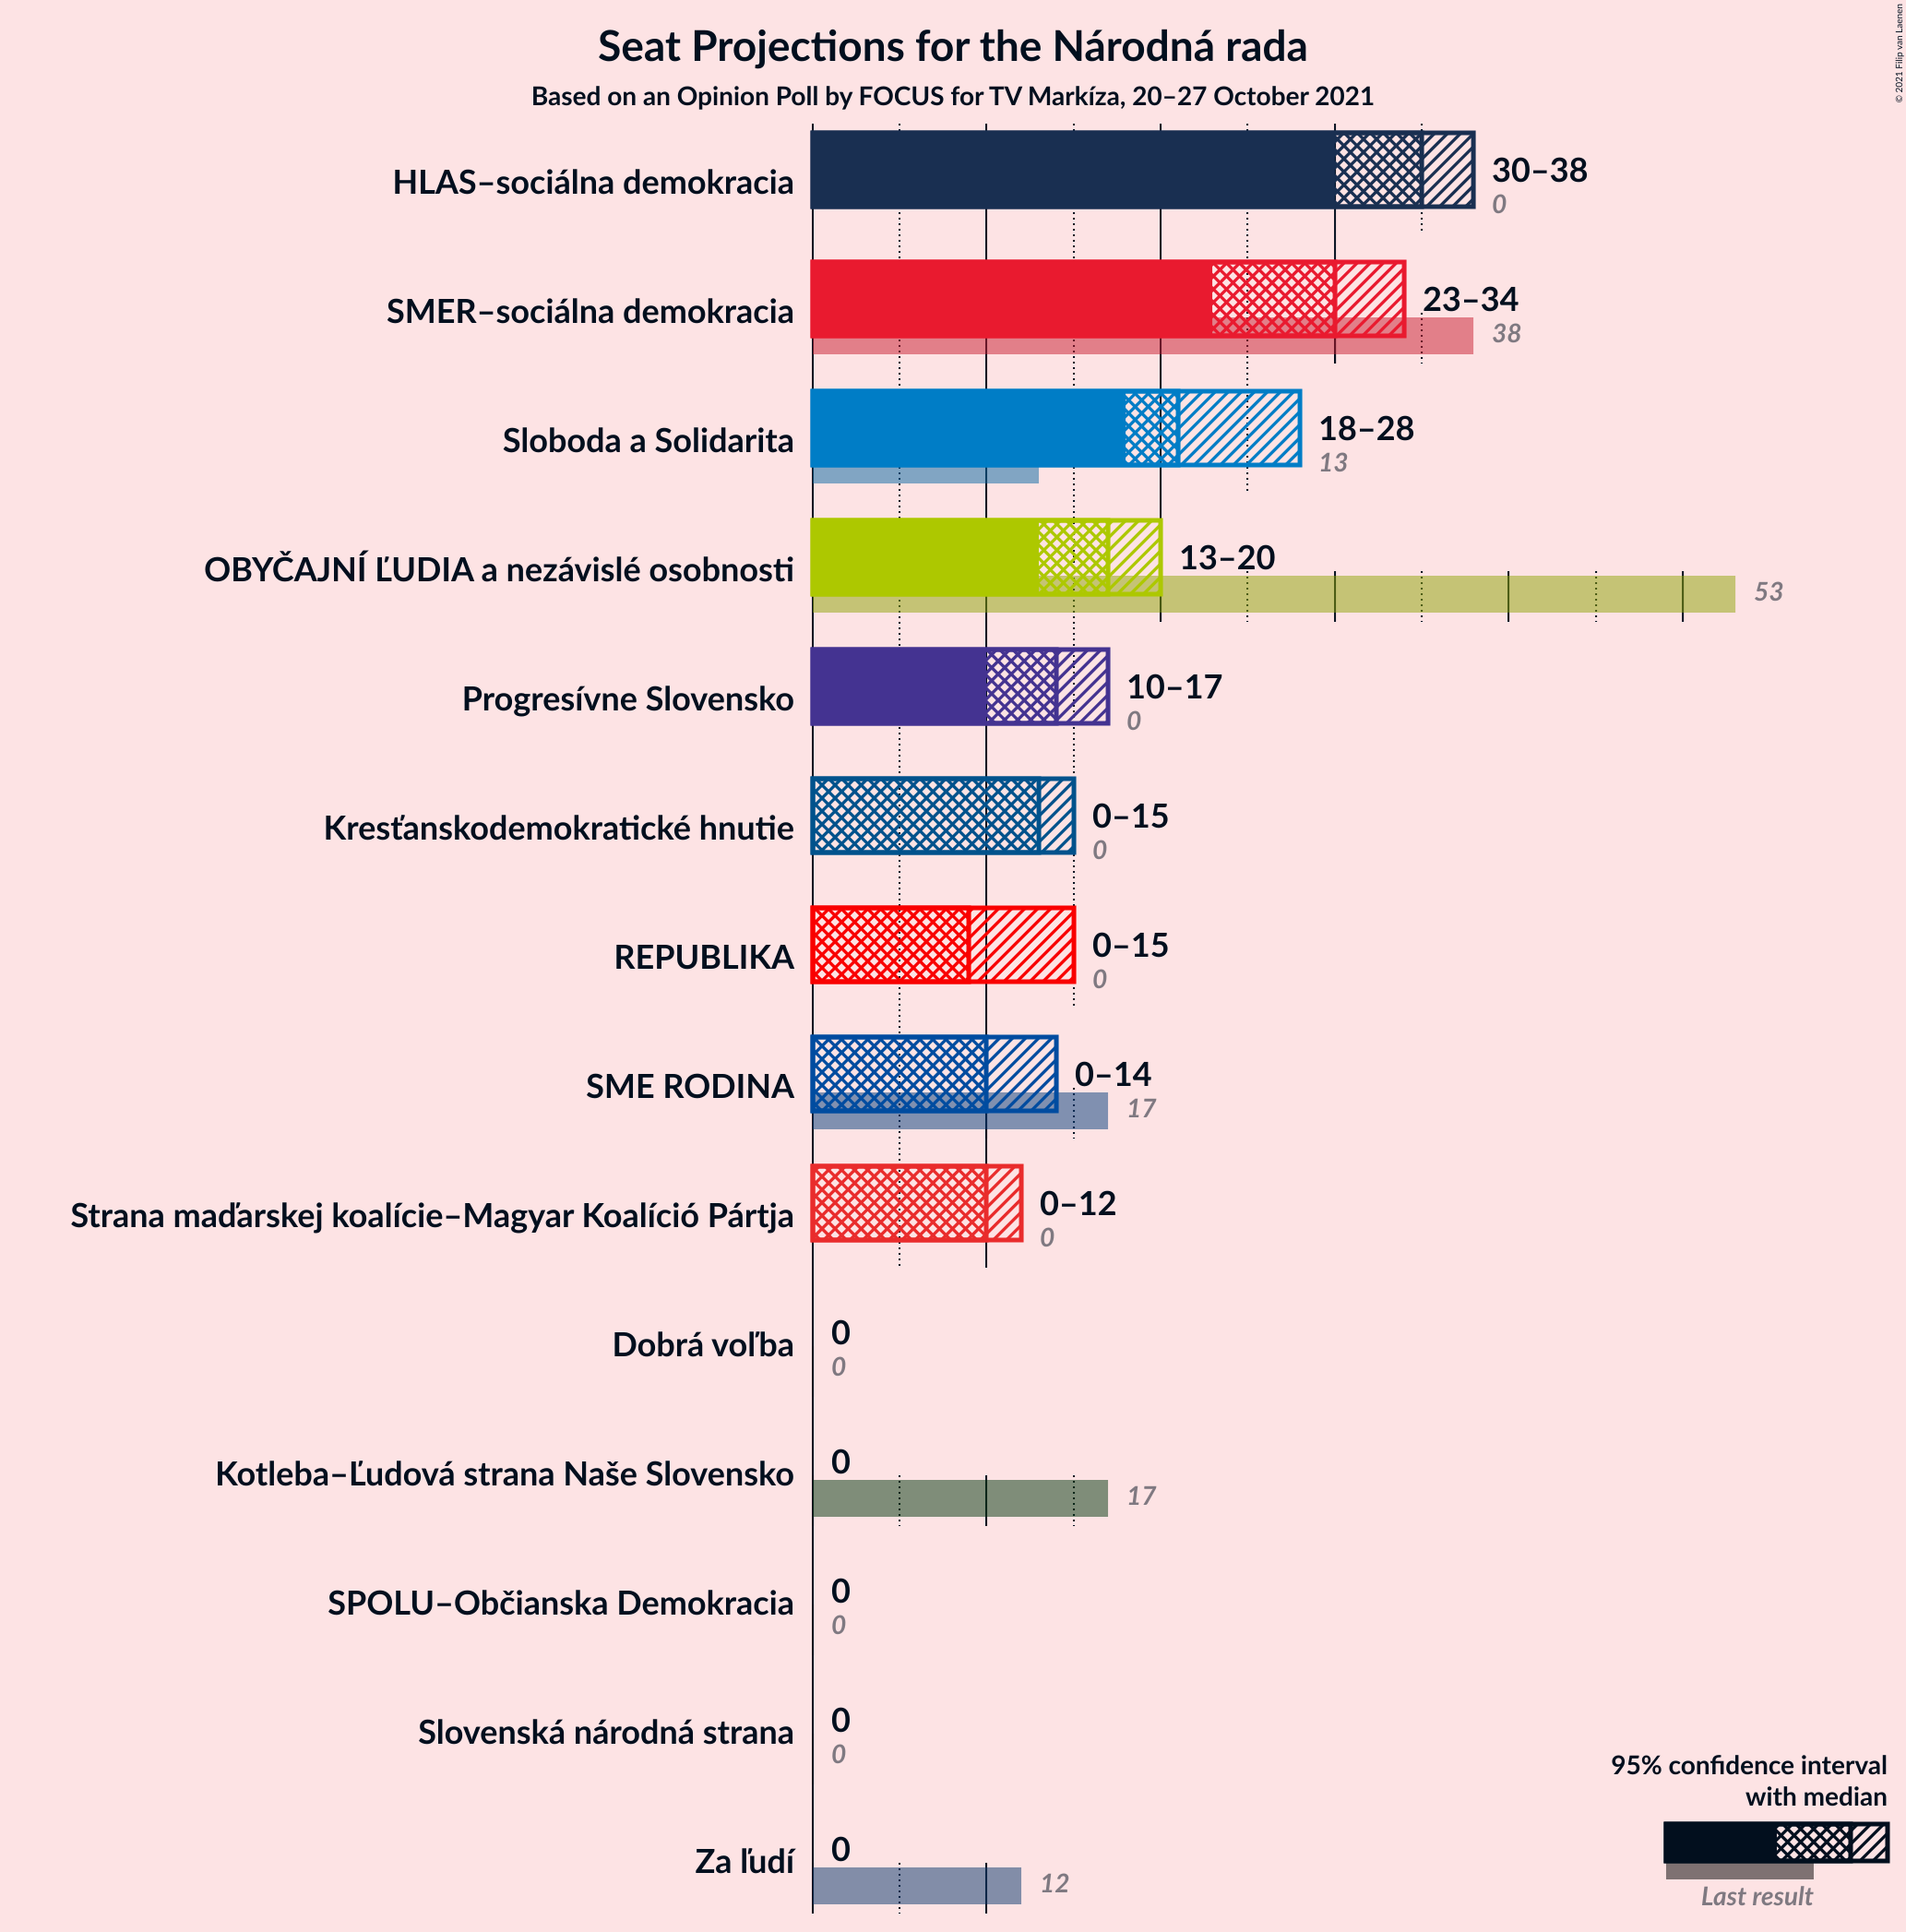 Seat Projections for the Národná rada
Based on an Opinion Poll by FOCUS for TV Markíza, 20–27 October 2021
© 2021 Filip van Laenen
HLAS–sociálna demokracia
30–38
0
SMER–sociálna demokracia
23–34
38
Sloboda a Solidarita
18–28
13
OBYČAJNÍ ĽUDIA a nezávislé osobnosti
13–20
53
Progresívne Slovensko
10–17
0
Kresťanskodemokratické hnutie
0–15
0
REPUBLIKA
0–15
0
SME RODINA
0–14
17
Strana maďarskej koalície–Magyar Koalíció Pártja
0–12
0
Dobrá voľba
0
0
Kotleba–Ľudová strana Naše Slovensko
0
17
SPOLU–Občianska Demokracia
0
0
Slovenská národná strana
0
0
Za ľudí
0
12
95% confidence interval
with median
Last result